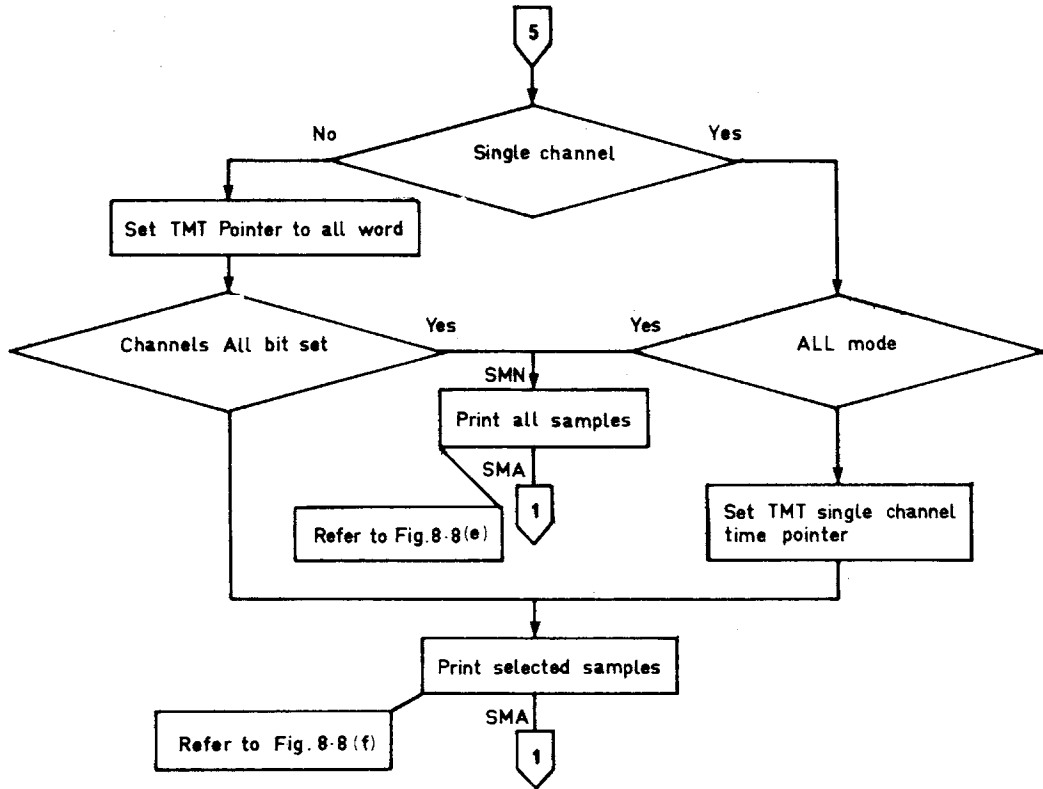 5
No
Yes
Single channel
Set TMT Pointer to all word
Channels All bit set
Yes
Yes
ALL mode
SMN
Print all samples
SMA
1
Refer to Fig.8·8(e)
Set TMT single channel
time pointer
Print selected samples
SMA
Refer to Fig. 8·8(f)
1